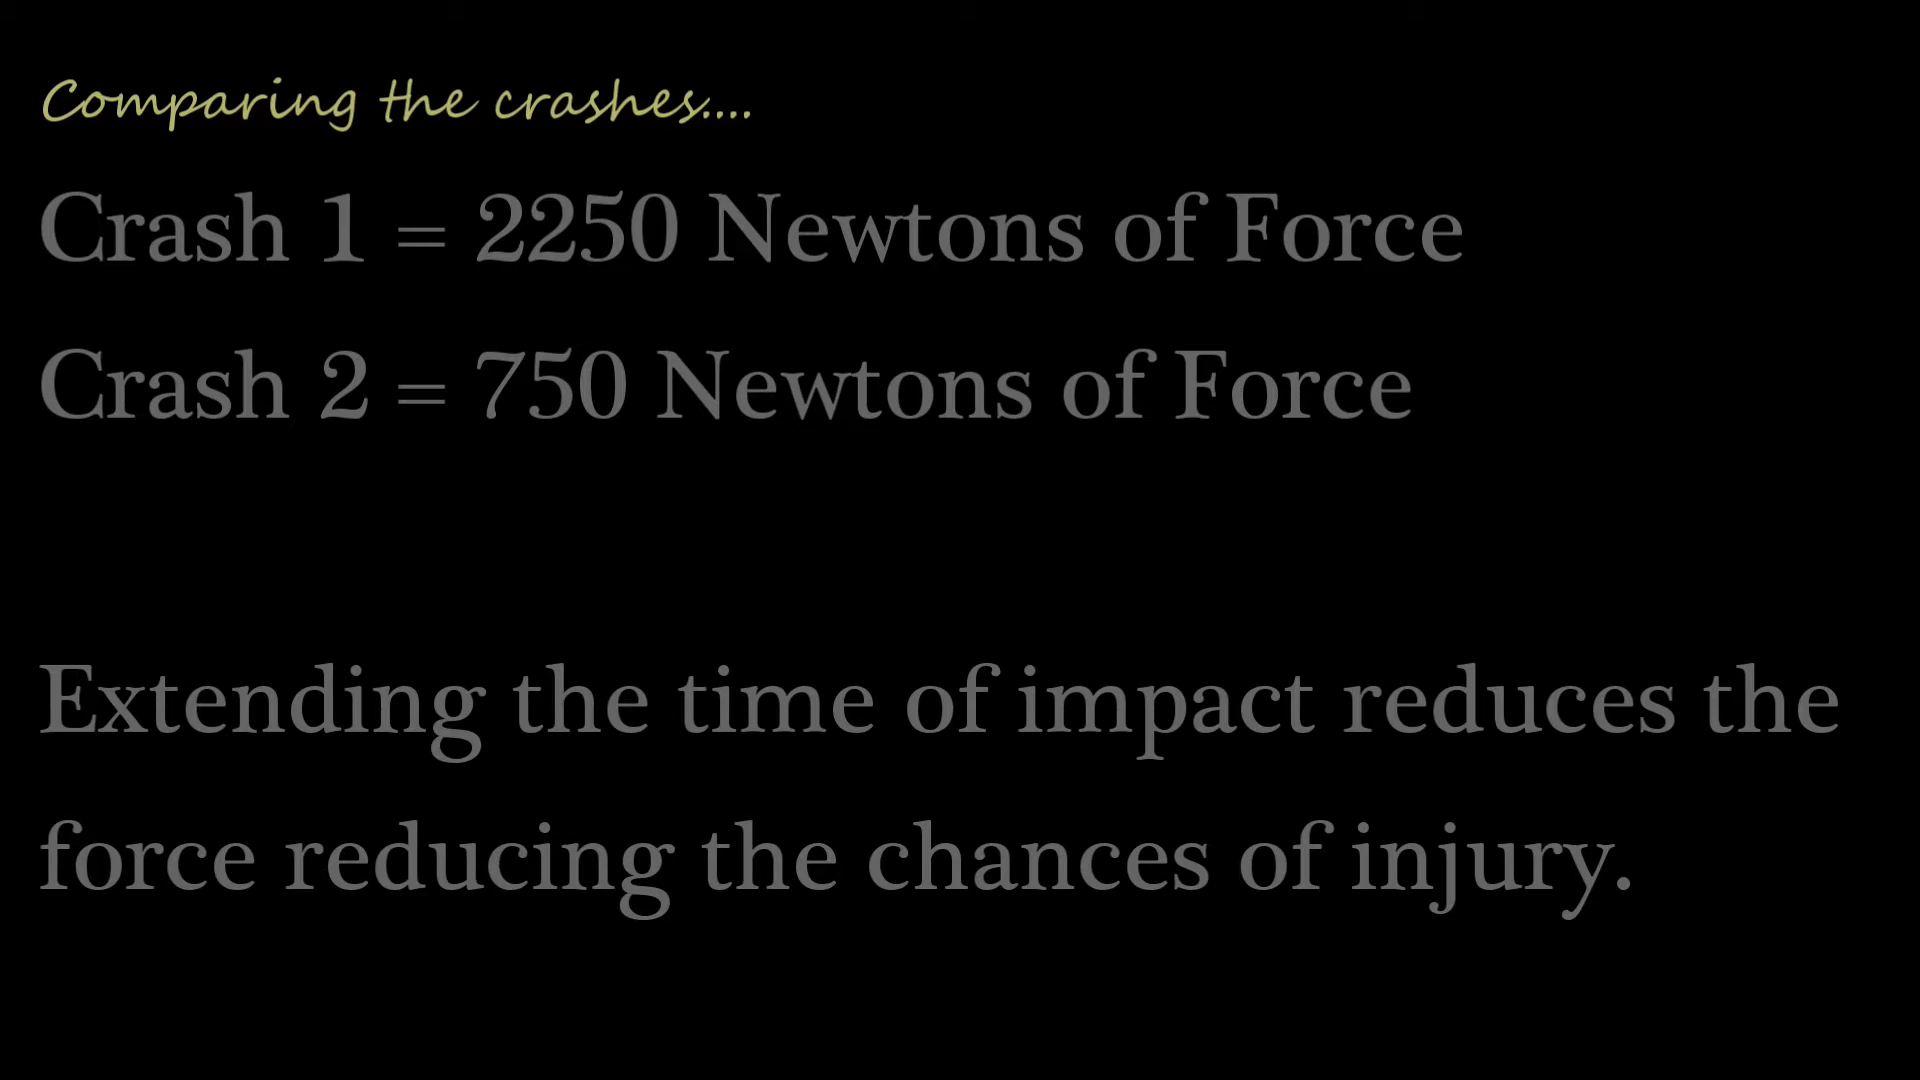 Comparing the crashes....
Crash 1 = 2250 Newtons of Force
Crash 2 = 750 Newtons of Force
Extending the time of impact reduces the
force reducing the chances of injury.